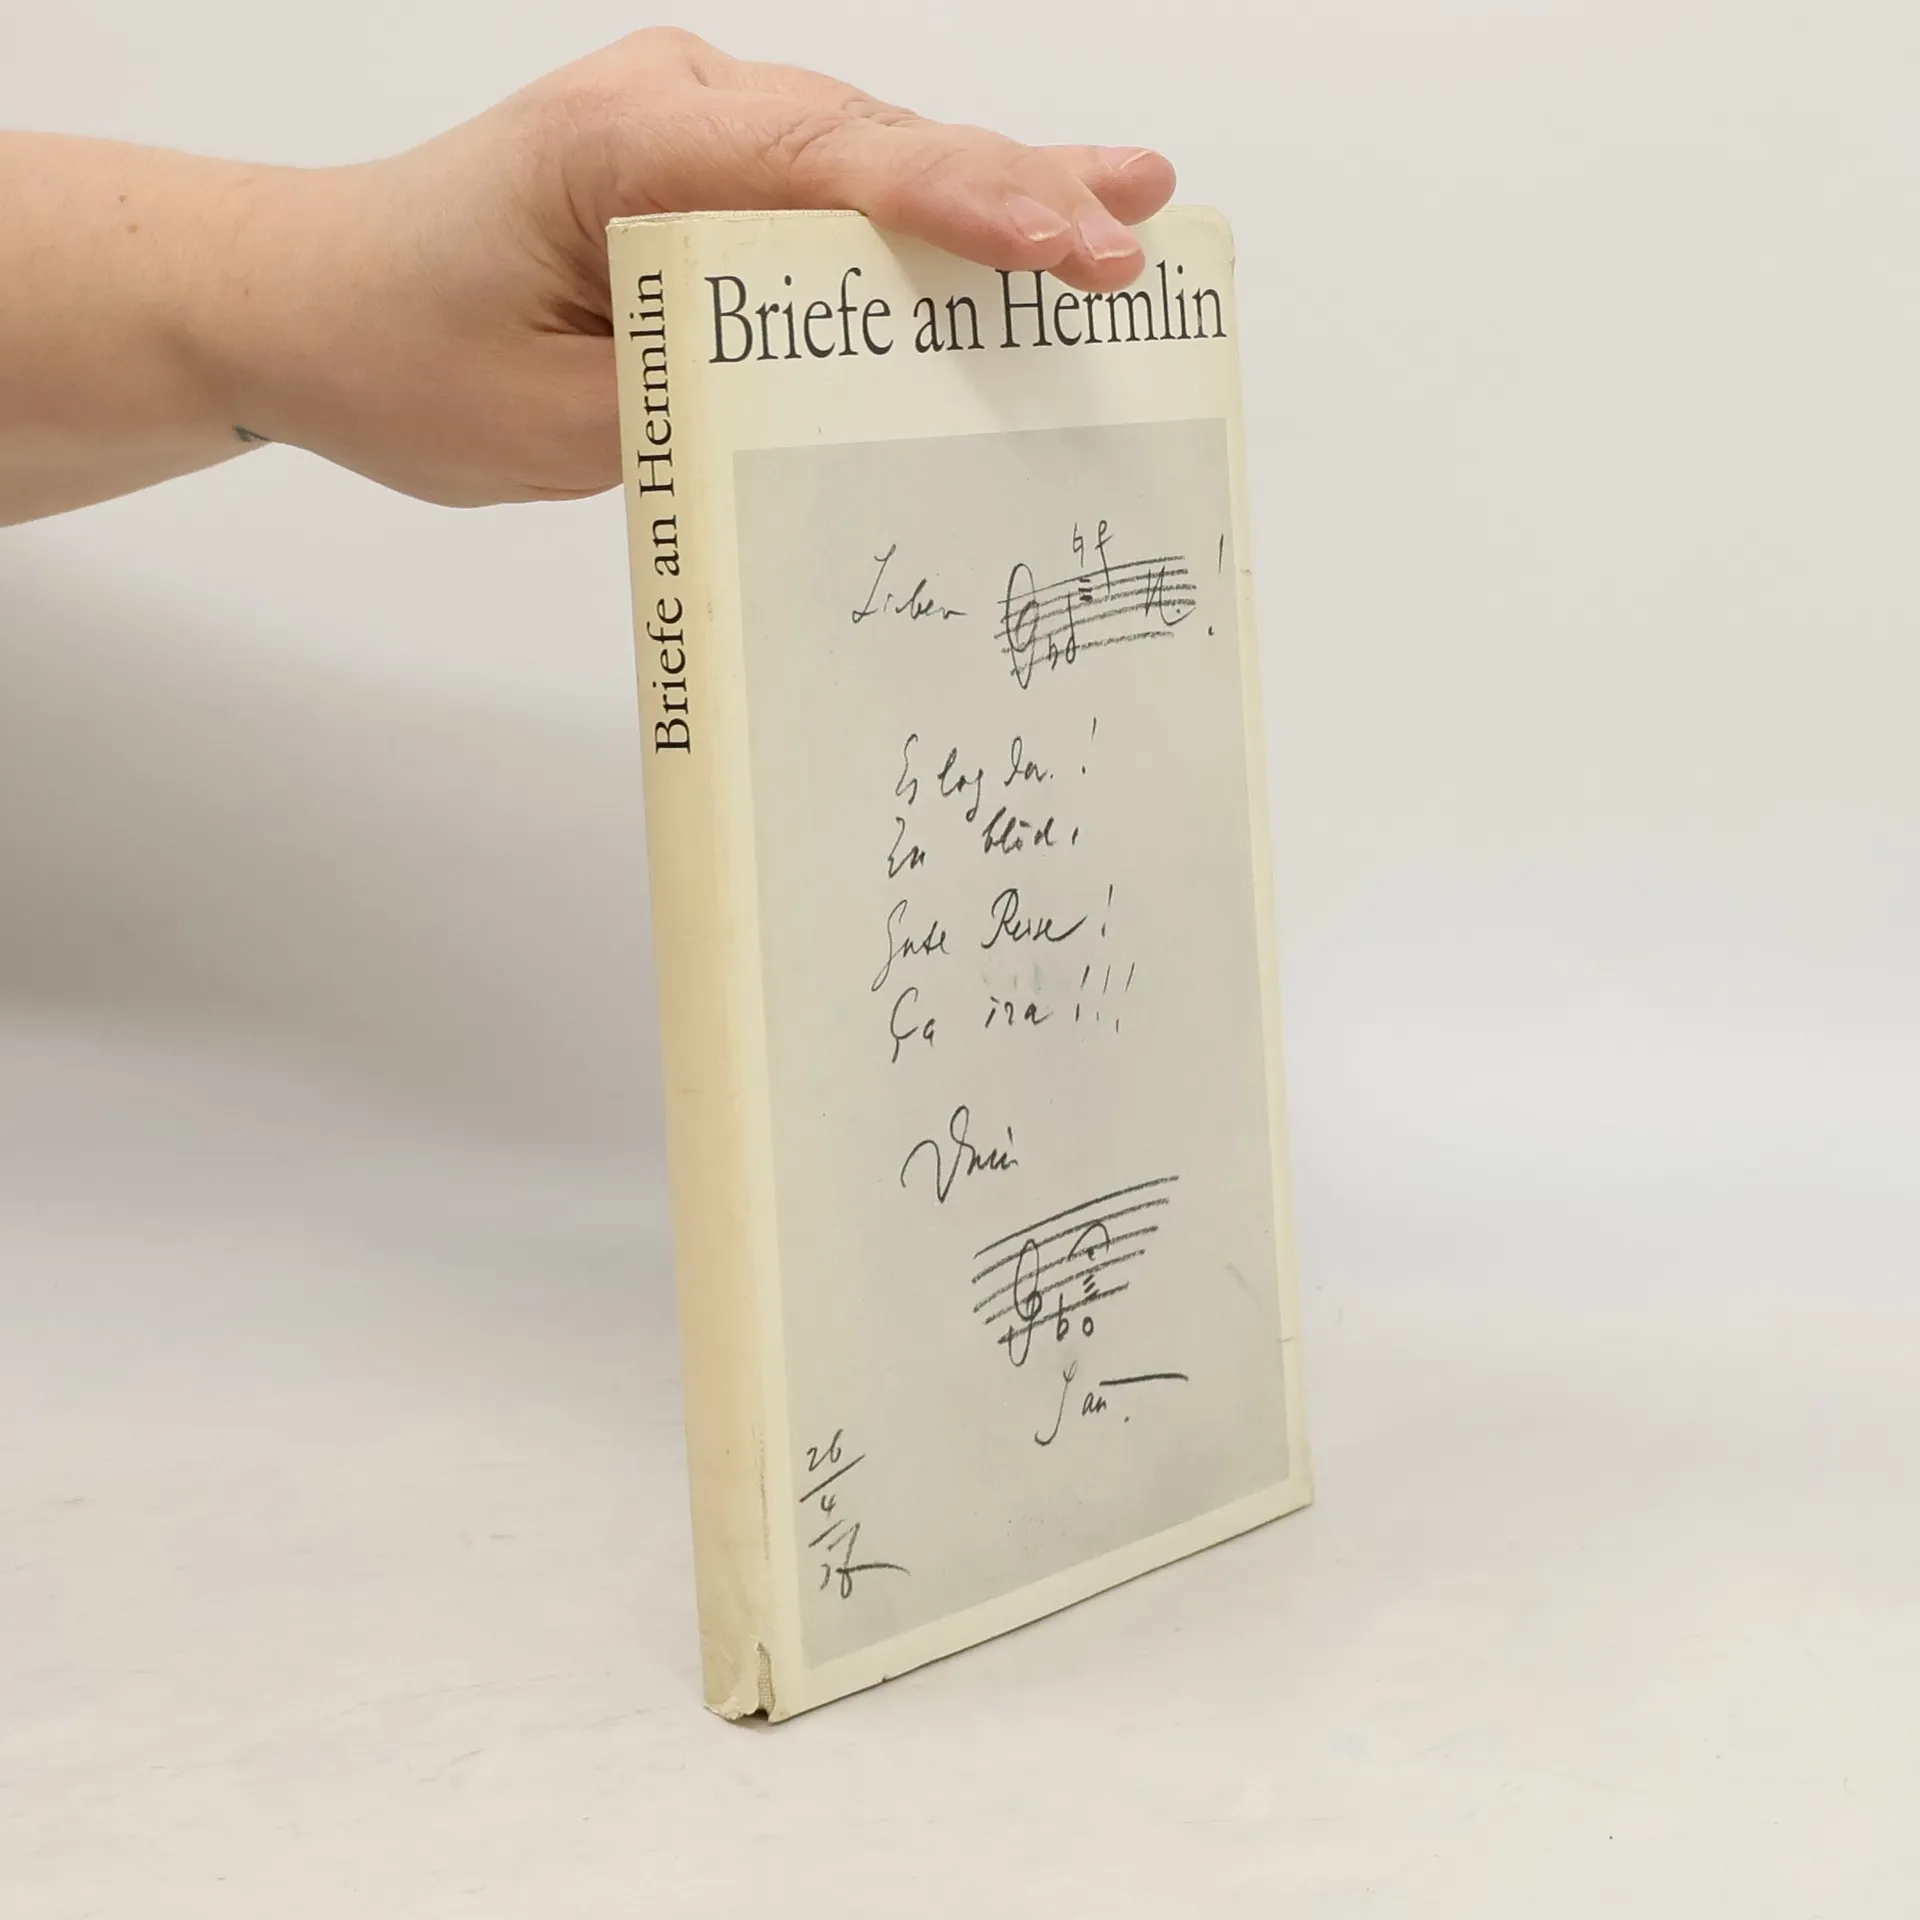 Briefe an Hermlin
Briefe an Hermlin
Lieber !
Es lag da!
Zu blöd!
Gute Reise!
Ça ira!!!
Dein
26
4